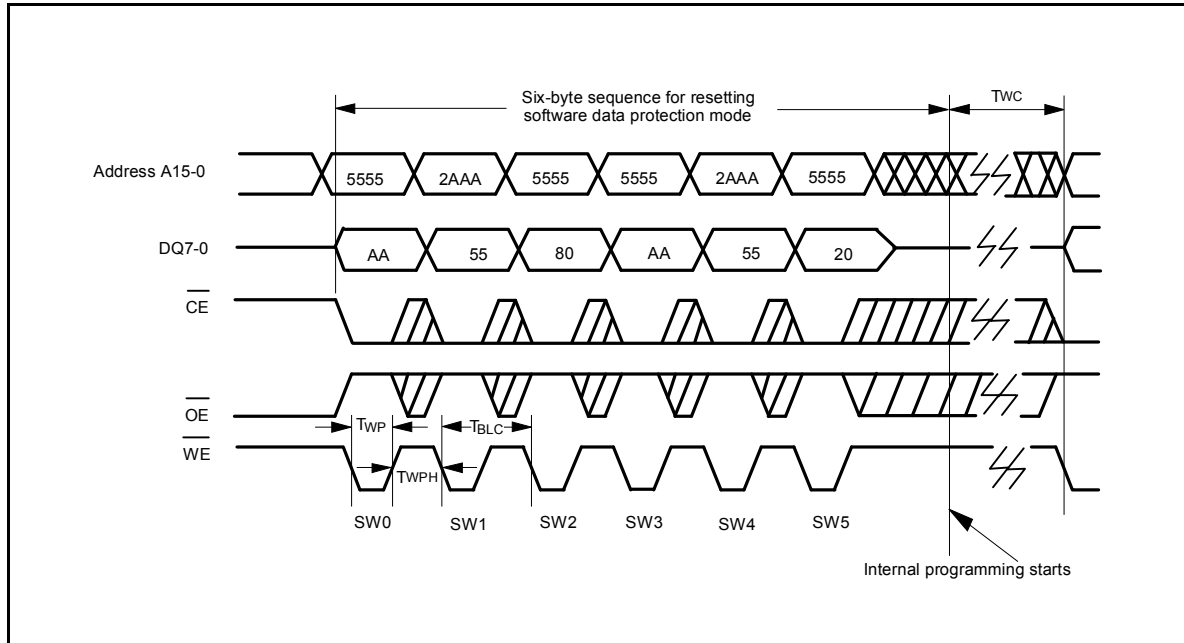 Six-byte sequence for resetting
software data protection mode
TWC
Address A15-0
5555
2AAA
5555
5555
2AAA
5555
DQ7-0
AA
55
80
AA
55
20
CE
OE
TWP
TBLC
WE
TWPH
SW0
SW1
SW2
SW3
SW4
SW5
Internal programming starts